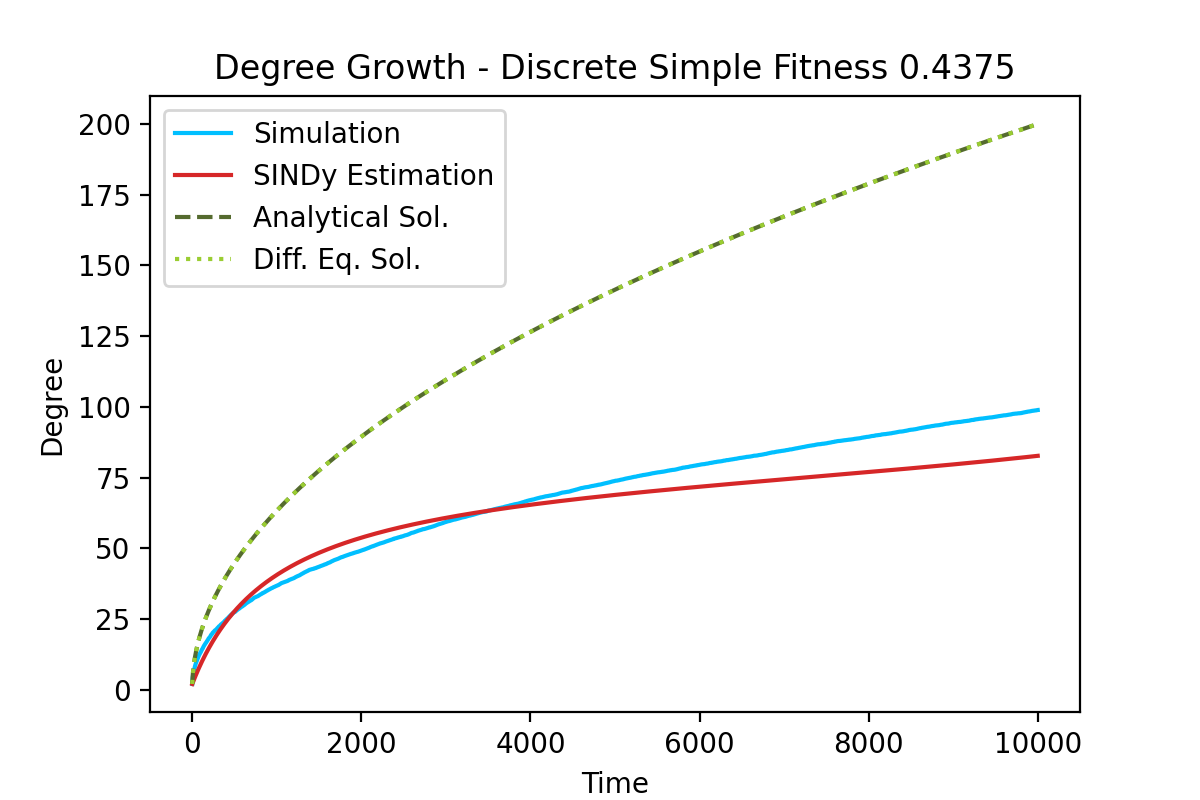 Degree Growth - Discrete Simple Fitness 0.4375
Simulation
SINDy Estimation
Analytical Sol.
Diff. Eq. Sol.
200
175
150
125
100
75
50
25
0
Degree
0 2000 4000 6000 8000 10000
Time